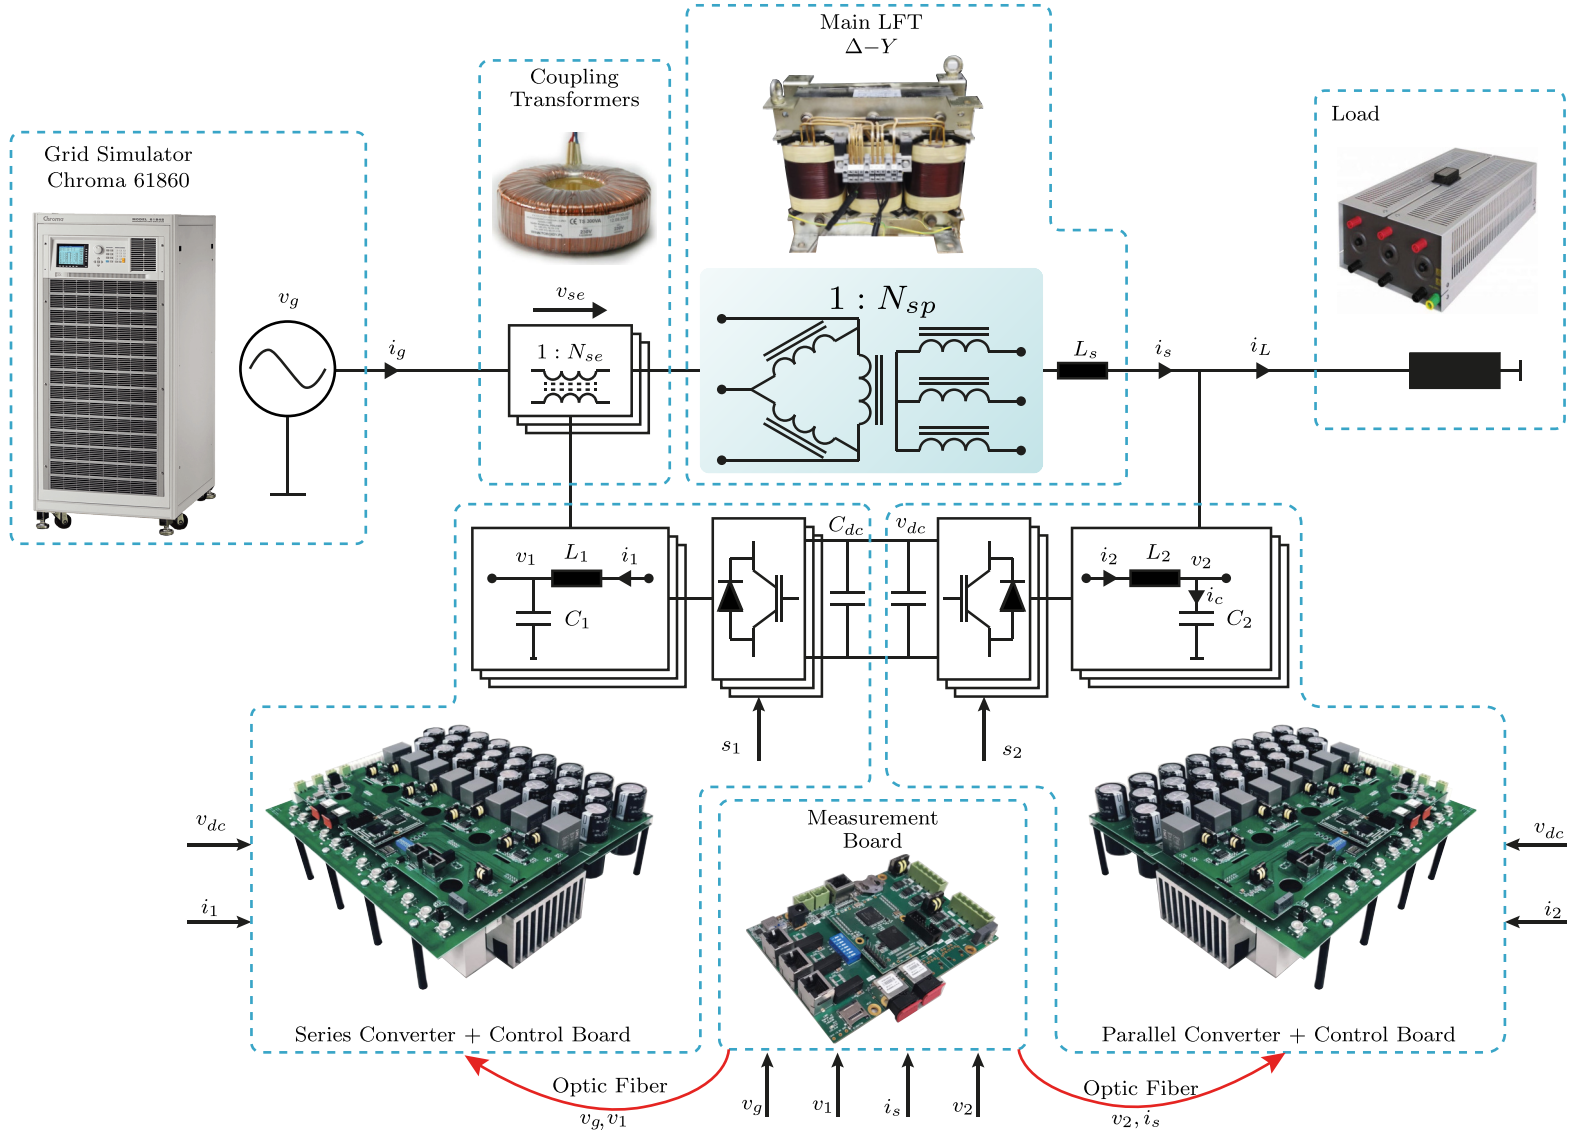 Main LFT
Δ−Y
Coupling
Transformers
Load
Grid Simulator
Chroma 61860
Chroma
v_g
v_se
1 : N_sp
i_g
1 : N_se
L_s
i_s
i_L
C_dc
v_dc
v_1
L_1
i_1
C_1
i_2
L_2
v_2
i_c
C_2
s_1
s_2
Measurement
Board
v_dc
i_1
v_dc
i_2
Series Converter + Control Board
Parallel Converter + Control Board
Optic Fiber
v_g, v_1
v_g
v_1
i_s
v_2
Optic Fiber
v_2, i_s